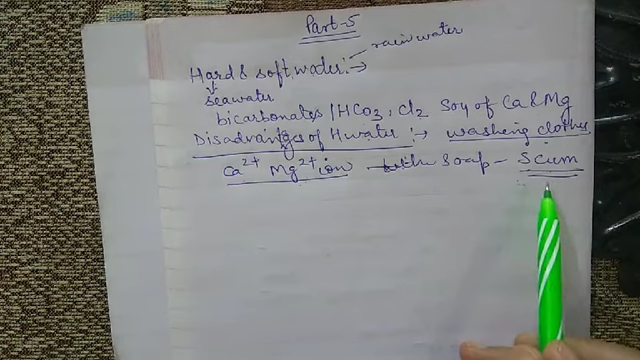 Part-5
rain water
Hard & soft water :→
seawater
bicarbonates / HCO3, Cl2 SO4 of Ca & Mg
Disadvantges of H water :→ washing clothes
Ca2+ Mg2+ ion with Soap - Scum